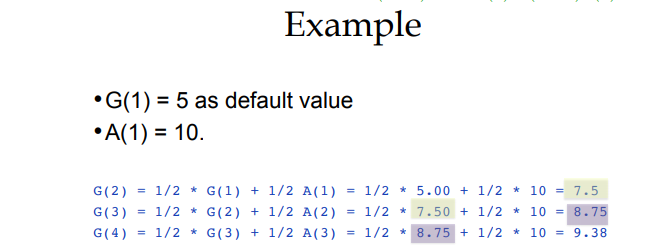 Example
•G(1) = 5 as default value
•A(1) = 10.
G(2) = 1/2 * G(1) + 1/2 A(1) = 1/2 * 5.00 + 1/2 * 10 = 7.5
G(3) = 1/2 * G(2) + 1/2 A(2) = 1/2 * 7.50 + 1/2 * 10 = 8.75
G(4) = 1/2 * G(3) + 1/2 A(3) = 1/2 * 8.75 + 1/2 * 10 = 9.38